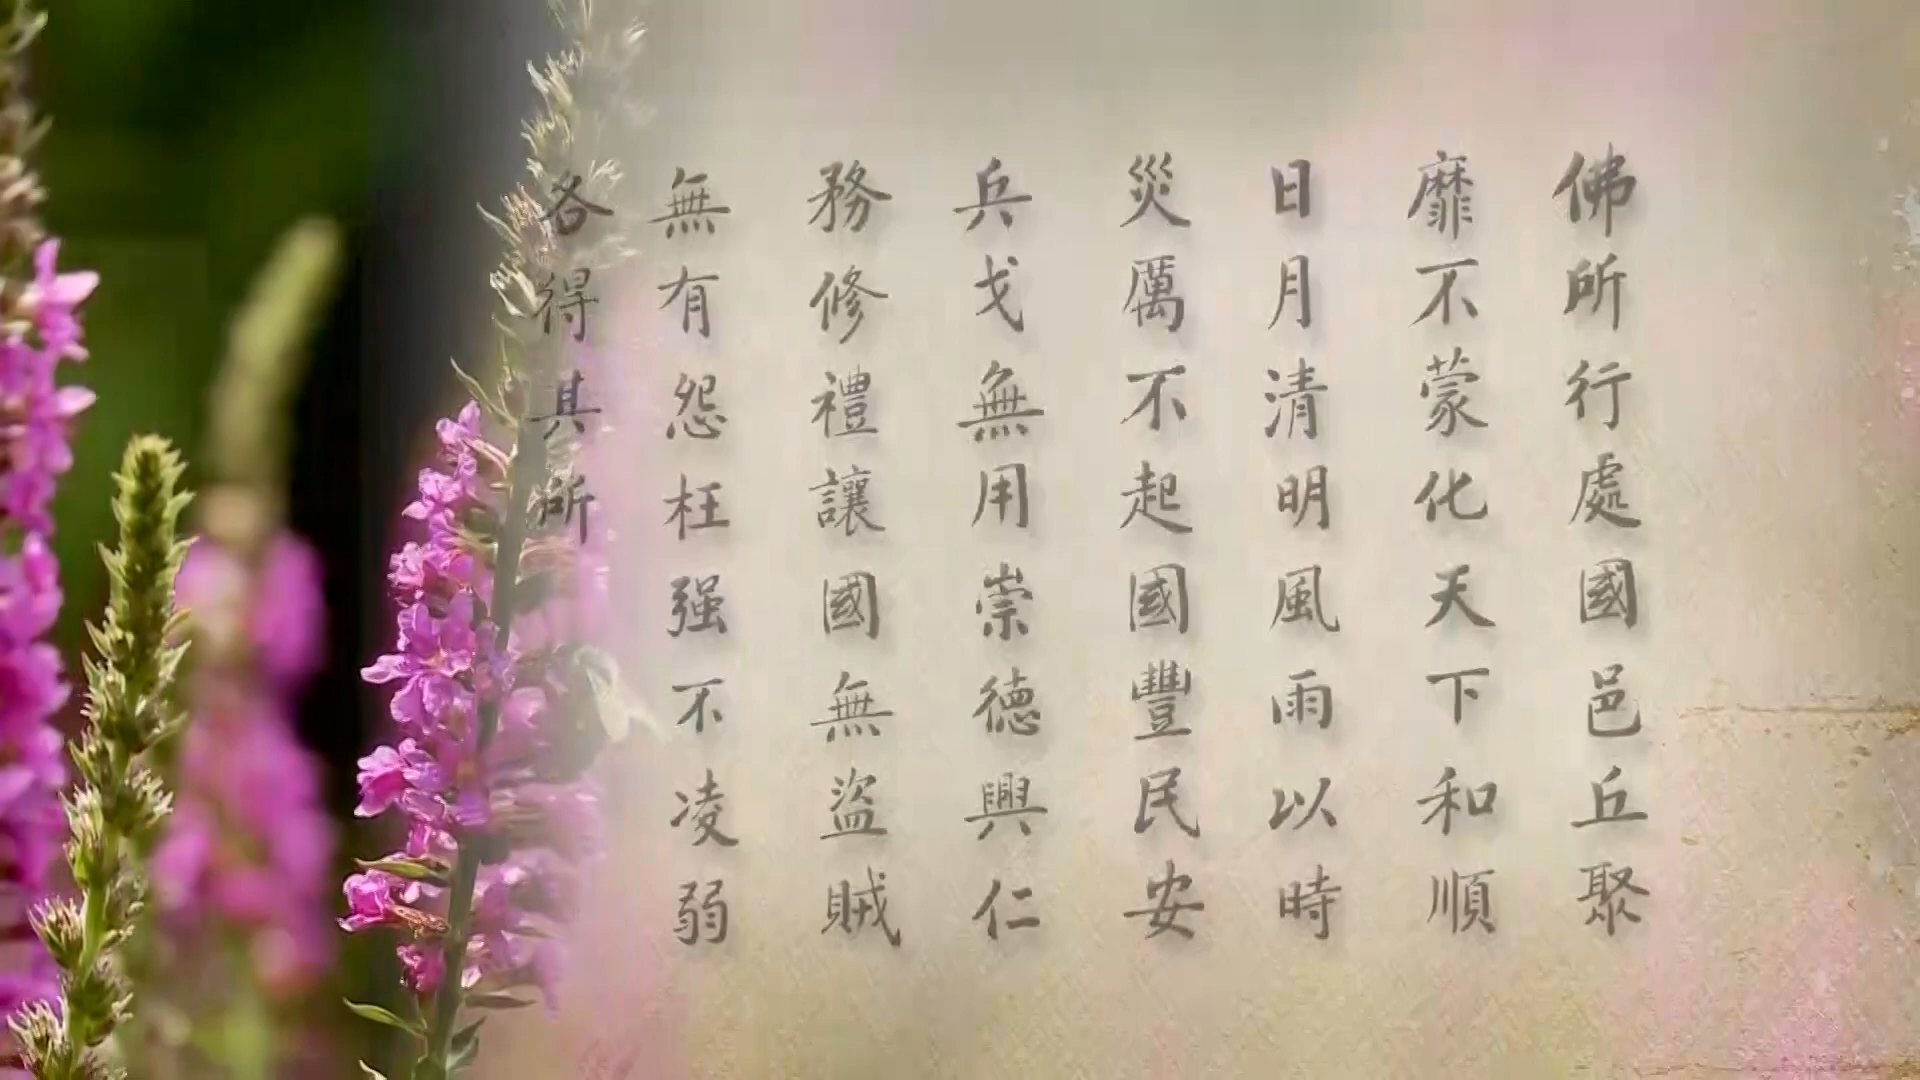 佛所行處國邑丘聚
靡不蒙化天下和順
日月清明風雨以時
災厲不起國豐民安
兵戈無用崇德興仁
務修禮讓國無盜賊
無有怨枉强不凌弱
各得其所